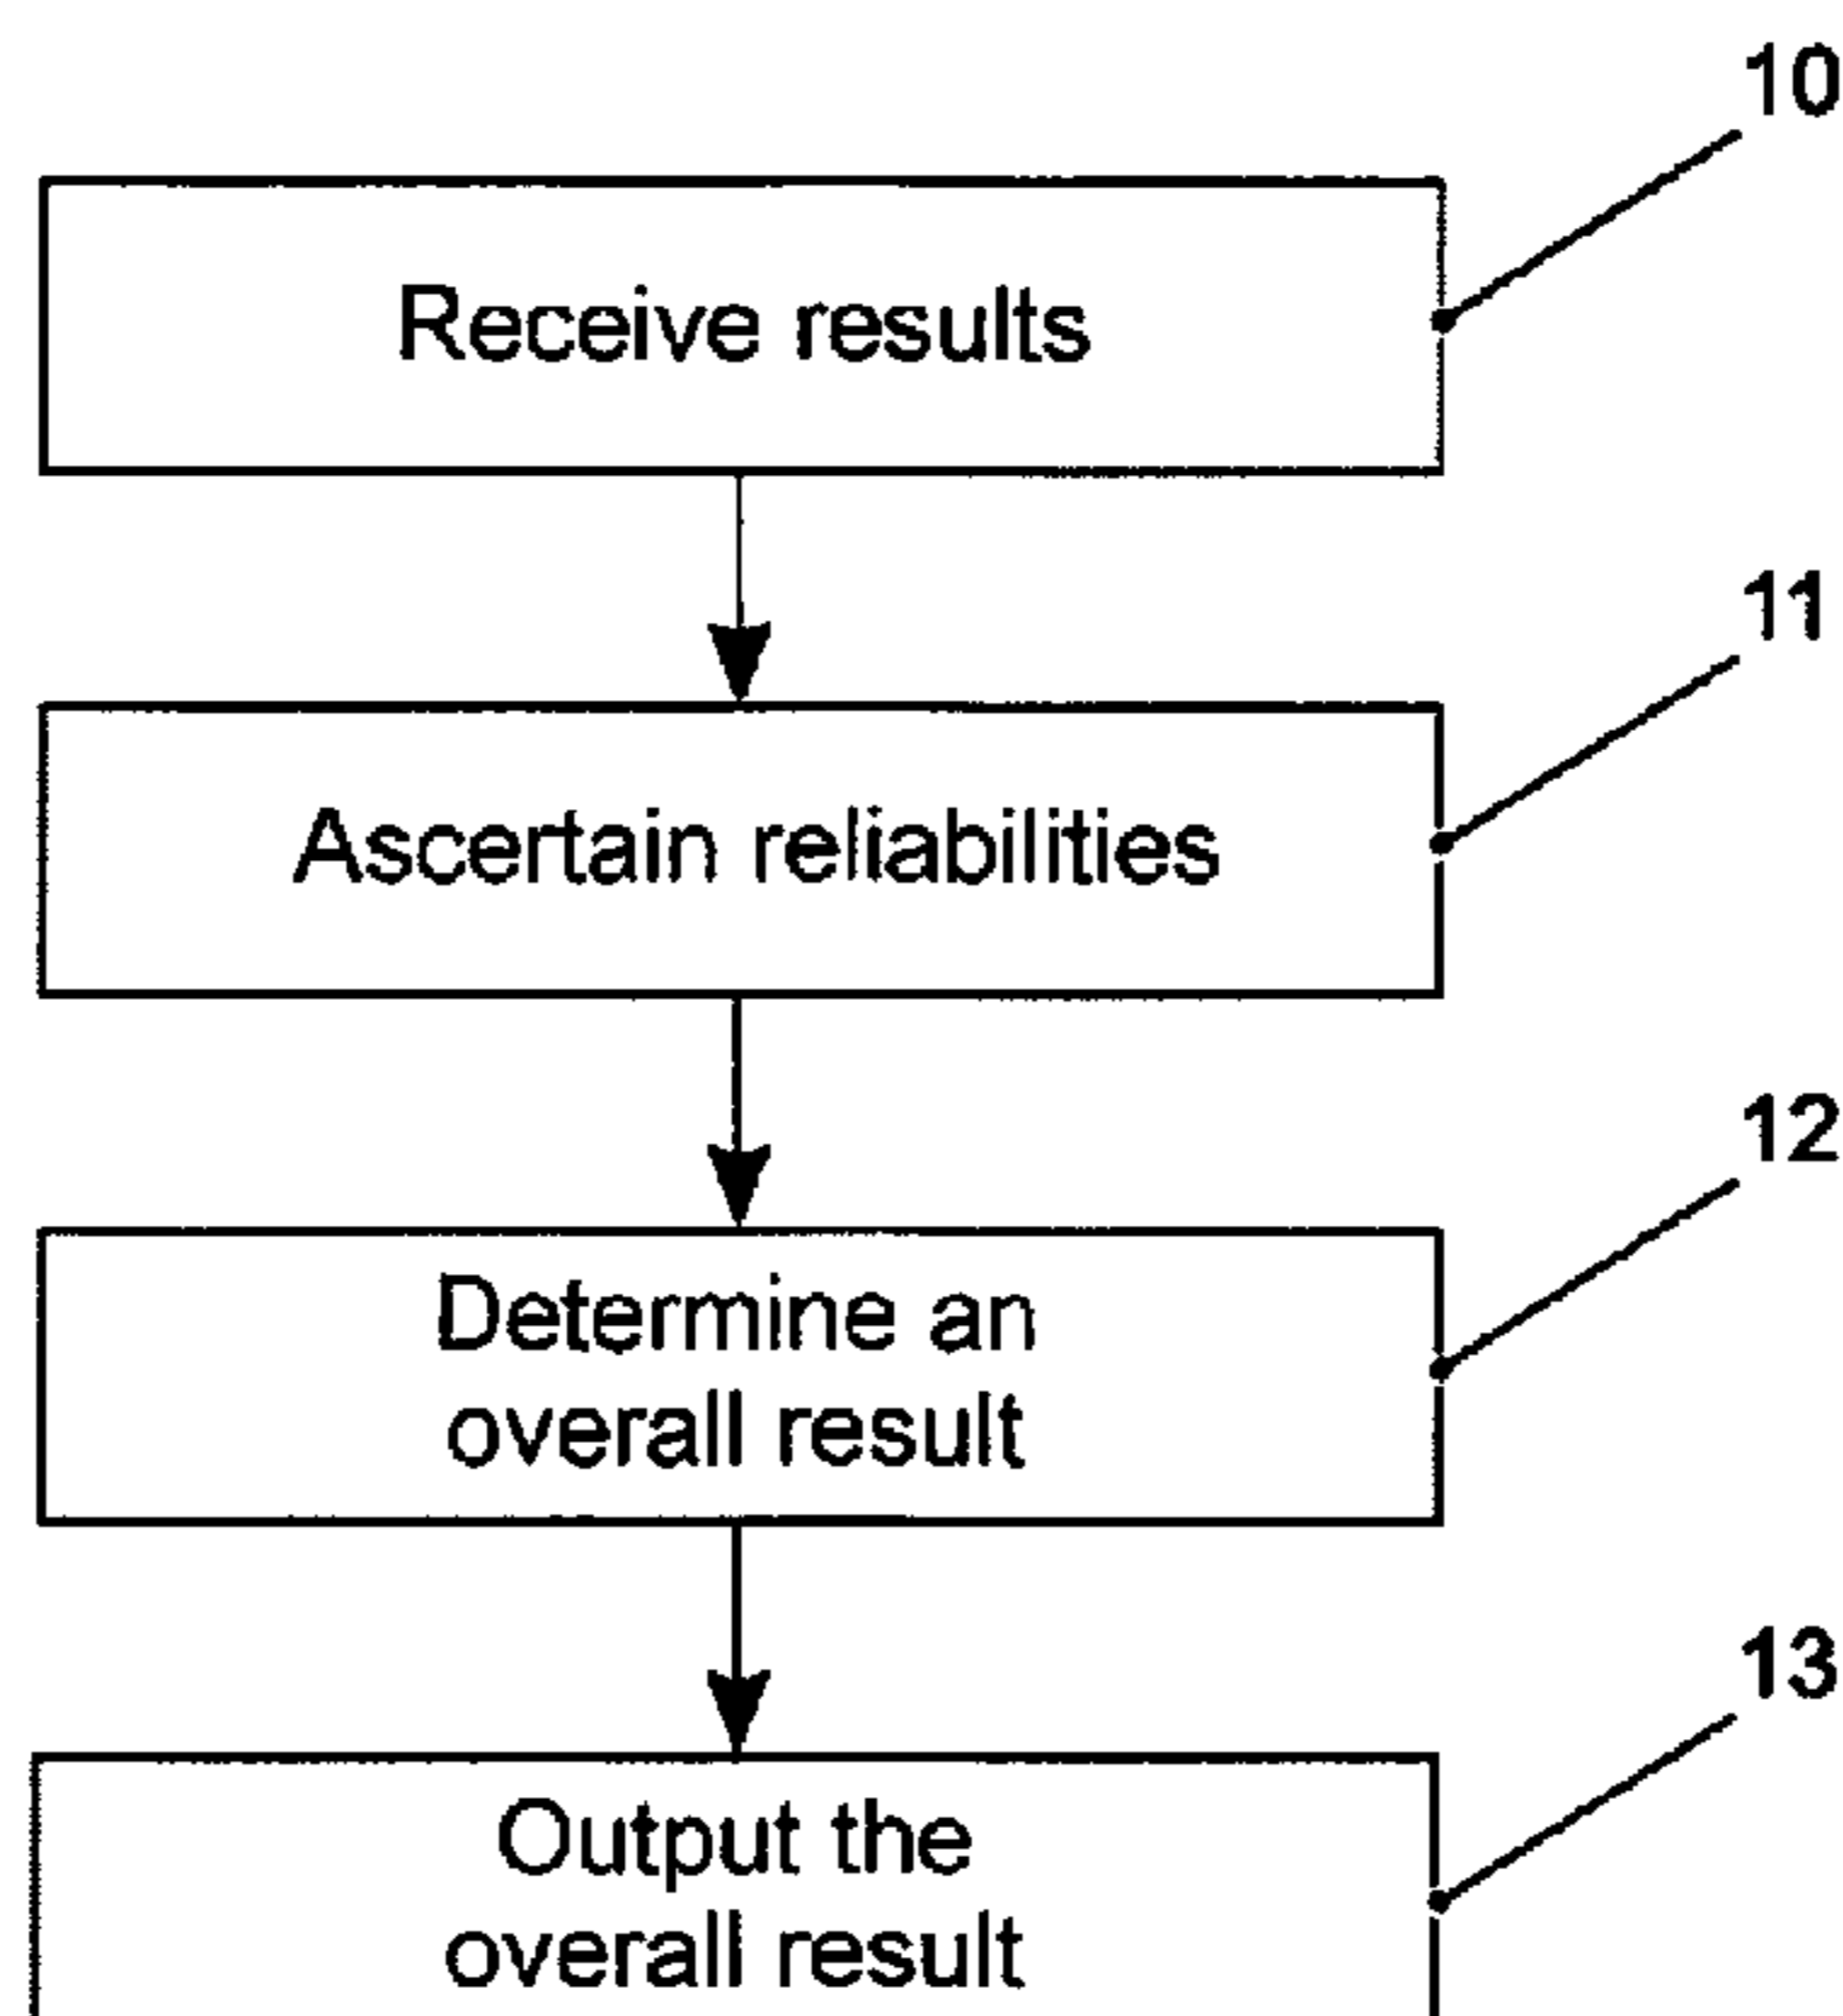 10
Receive results
11
Ascertain reliabilities
12
Determine an
overall result
13
Output the
overall result